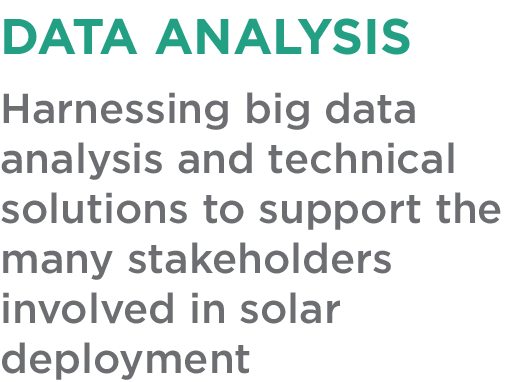 DATA ANALYSIS
Harnessing big data
analysis and technical
solutions to support the
many stakeholders
involved in solar
deployment